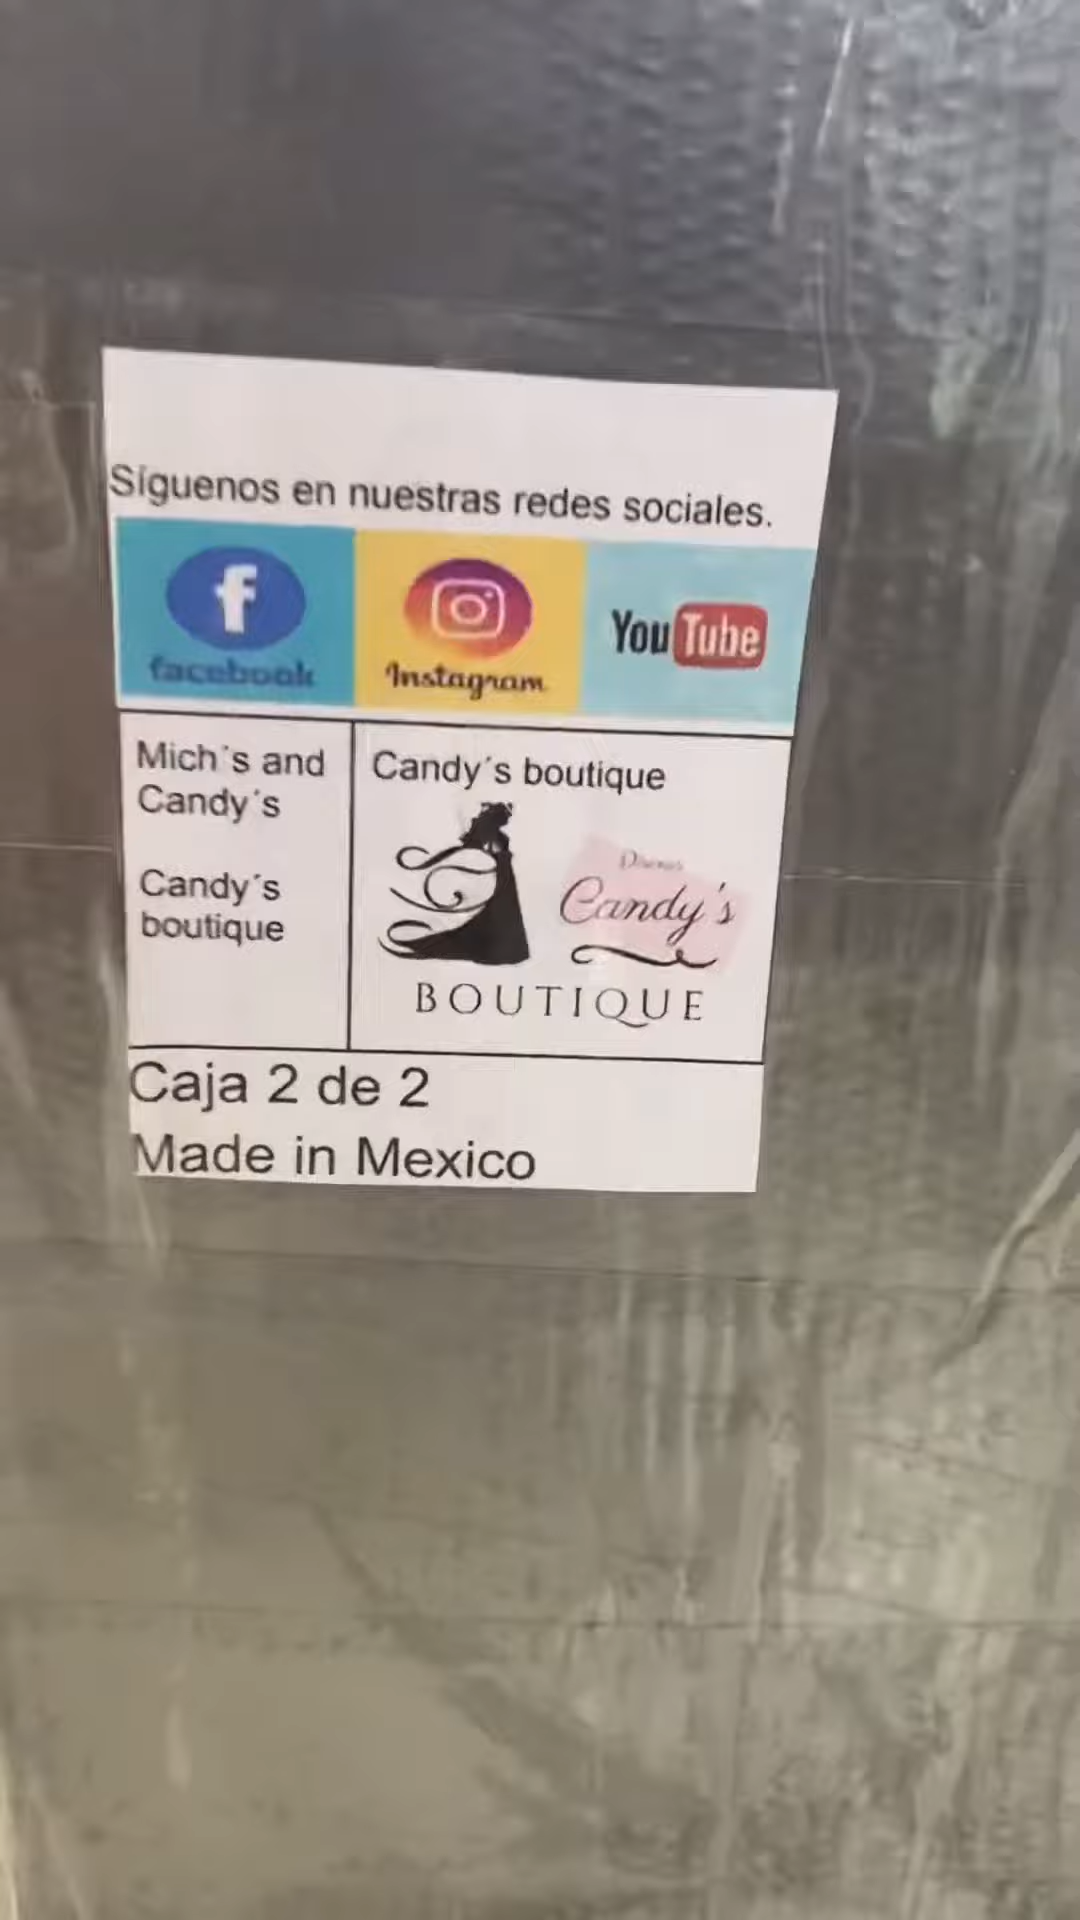 Síguenos en nuestras redes sociales.
f
facebook
Instagram
YouTube
Mich´s and
Candy´s
Candy´s
boutique
Candy´s boutique
Candy's
BOUTIQUE
Caja 2 de 2
Made in Mexico